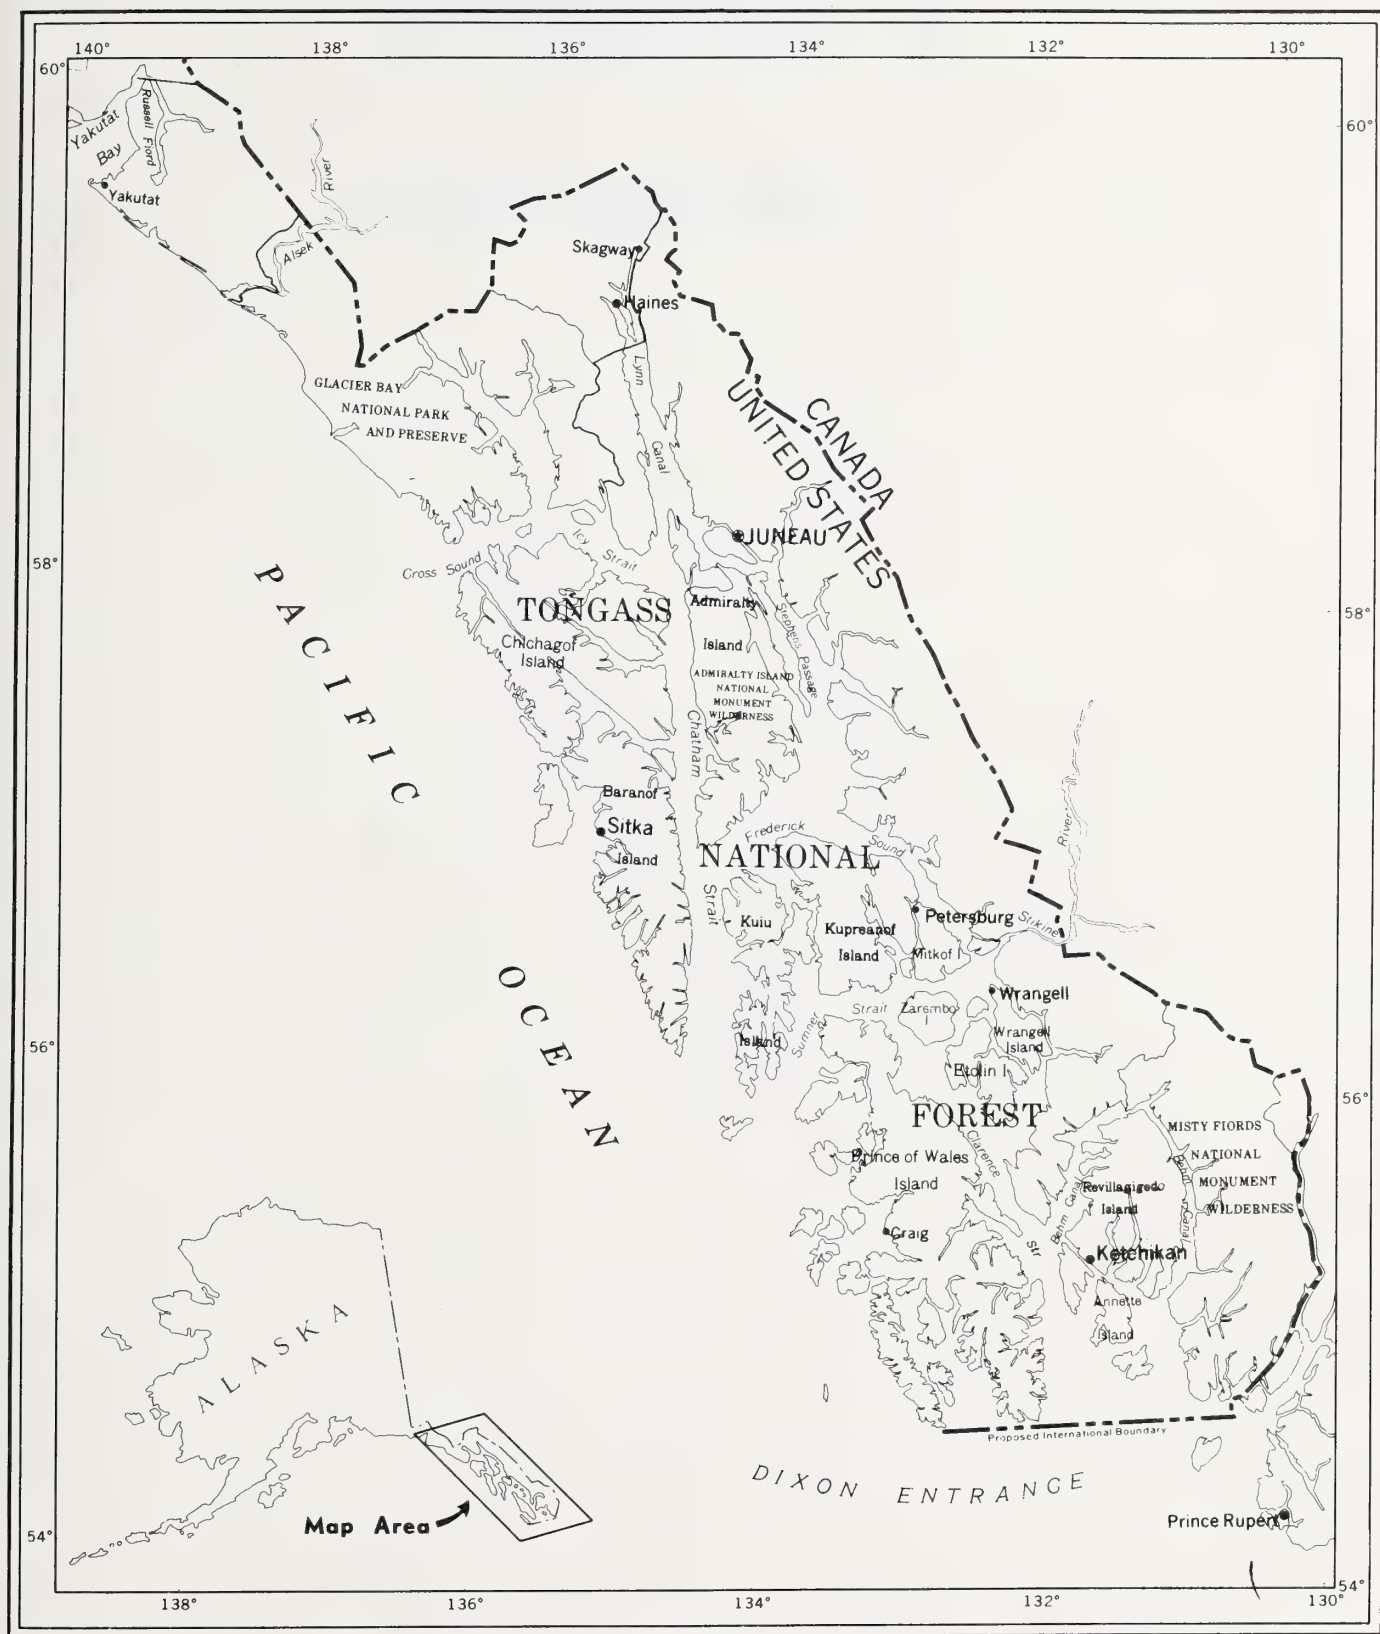 140°
138°
136°
134°
132°
130°
60°
60°
Yakutat
Bay
Russell Fiord
Yakutat
River
Alsek
Skagway
Haines
Lynn
Canal
GLACIER BAY
NATIONAL PARK
AND PRESERVE
CANADA
UNITED STATES
JUNEAU
58°
58°
Cross Sound
Icy Strait
TONGASS
Chichagof
Island
Admiralty
Island
Stephens Passage
ADMIRALTY ISLAND
NATIONAL
MONUMENT
WILDERNESS
PACIFIC
OCEAN
Chatham
Strait
Baranof
Sitka
Island
Frederick
Sound
NATIONAL
River
Stikine
Petersburg
Kuiu
Island
Kupreanof
Island
Mitkof I
Wrangell
Sumner
Strait
Zarembo
I
Wrangell
Island
Etolin I
56°
56°
FOREST
Clarence
Str
Prince of Wales
Island
Craig
MISTY FIORDS
NATIONAL
MONUMENT
WILDERNESS
Behm Canal
Behm
Canal
Revillagigedo
Island
Ketchikan
Annette
Island
ALASKA
Map Area
Proposed International Boundary
DIXON ENTRANCE
Prince Rupert
54°
54°
138°
136°
134°
132°
130°